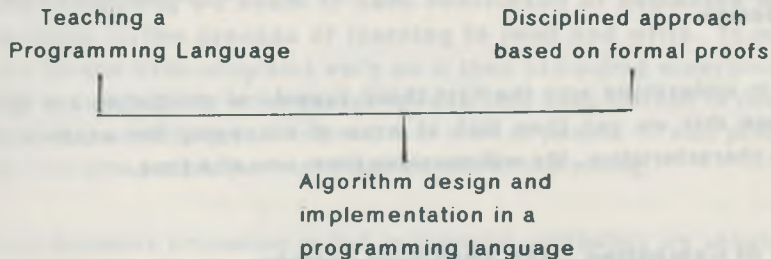 Teaching a
Programming Language
Disciplined approach
based on formal proofs
Algorithm design and
implementation in a
programming language